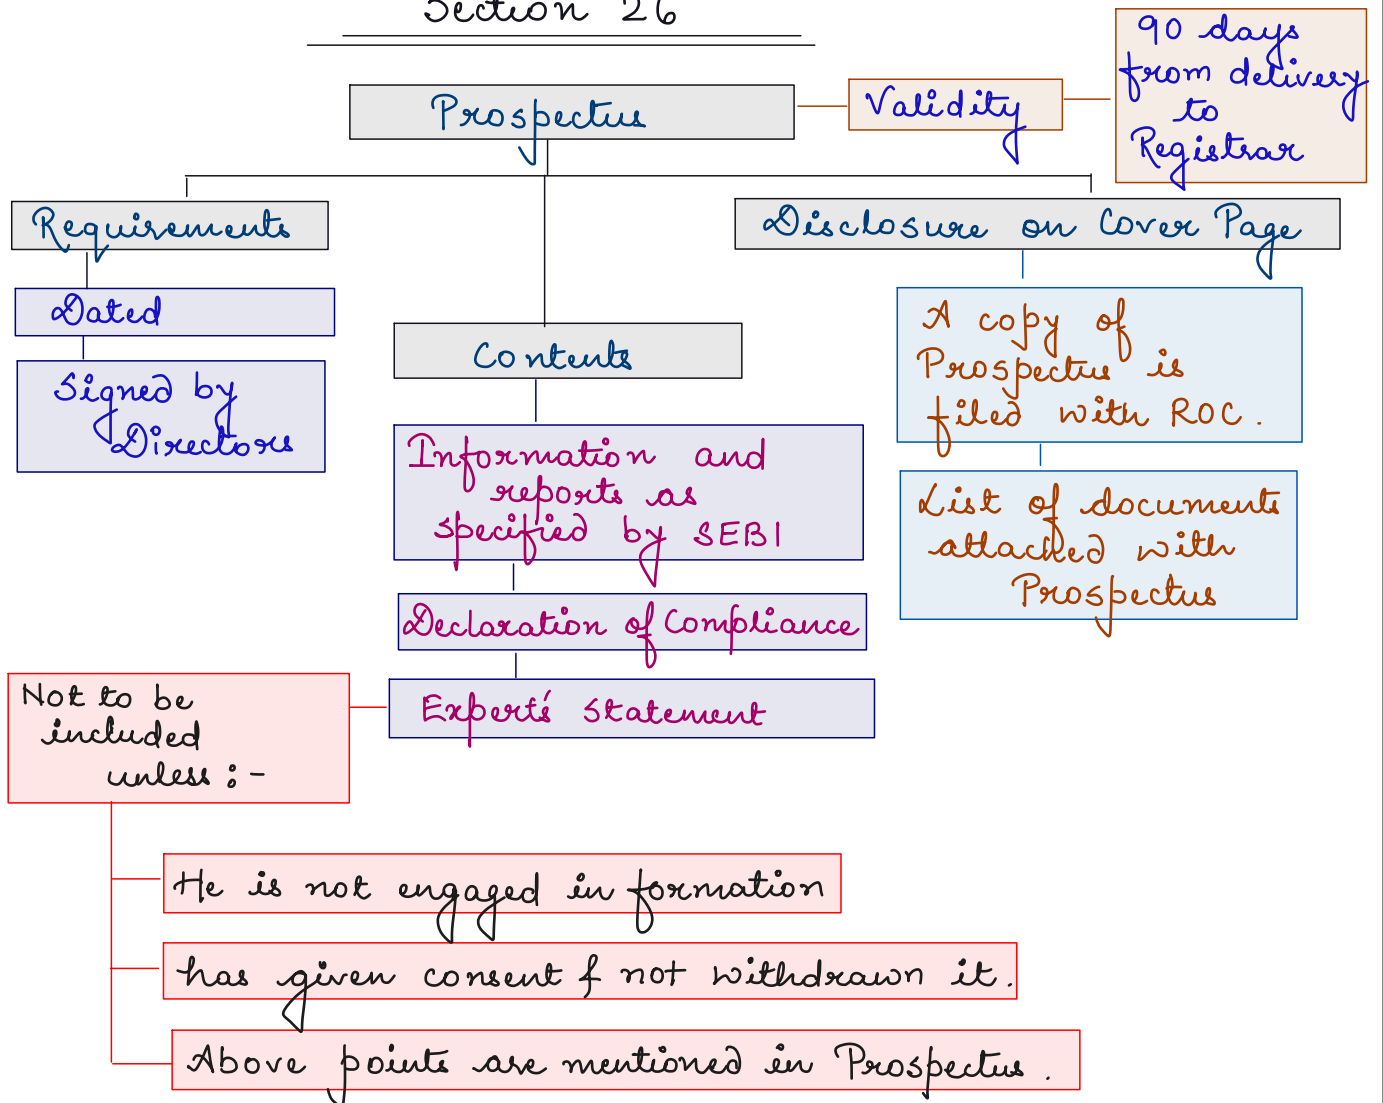 Section 26
Prospectus
Validity
90 days
from delivery
to
Registrar
Requirements
Dated
Signed by
Directors
Contents
Information and
reports as
specified by SEBI
Declaration of Compliance
Expert's statement
Disclosure on Cover Page
A copy of
Prospectus is
filed with ROC.
List of documents
attached with
Prospectus
Not to be
included
unless :-
He is not engaged in formation
has given consent & not withdrawn it.
Above points are mentioned in Prospectus.